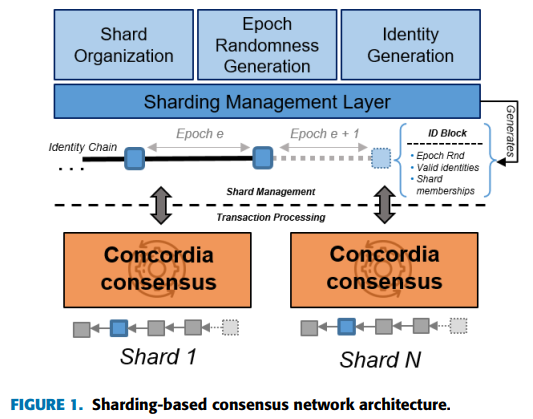 Shard
Organization
Epoch
Randomness
Generation
Identity
Generation
Sharding Management Layer
Generates
Identity Chain
. . .
Epoch e
Epoch e + 1
ID Block
• Epoch Rnd
• Valid identities
• Shard
memberships
Shard Management
Transaction Processing
Concordia
consensus
Concordia
consensus
Shard 1
Shard N
FIGURE 1. Sharding-based consensus network architecture.